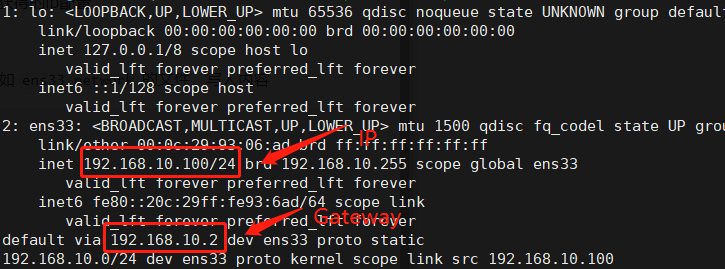 1: lo: <LOOPBACK,UP,LOWER_UP> mtu 65536 qdisc noqueue state UNKNOWN group default
link/loopback 00:00:00:00:00:00 brd 00:00:00:00:00:00
inet 127.0.0.1/8 scope host lo
valid_lft forever preferred_lft forever
inet6 ::1/128 scope host
valid_lft forever preferred_lft forever
2: ens33: <BROADCAST,MULTICAST,UP,LOWER_UP> mtu 1500 qdisc fq_codel state UP group
IP
link/ether 00:0c:29:93:06:ad brd ff:ff:ff:ff:ff:ff
inet 192.168.10.100/24 brd 192.168.10.255 scope global ens33
valid_lft forever preferred_lft forever
inet6 fe80::20c:29ff:fe93:6ad/64 scope link
valid_lft forever preferred_lft forever
Gateway
default via 192.168.10.2 dev ens33 proto static
192.168.10.0/24 dev ens33 proto kernel scope link src 192.168.10.100